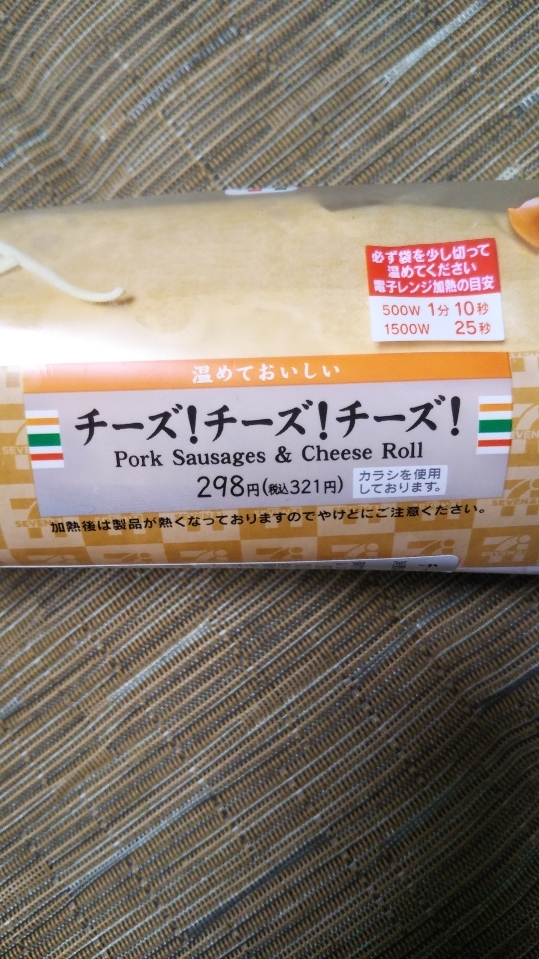 必ず袋を少し切って
温めてください
電子レンジ加熱の目安
500W 1分10秒
1500W 25秒
温めておいしい
チーズ!チーズ!チーズ!
Pork Sausages & Cheese Roll
298円(税込321円)
カラシを使用
しております。
加熱後は製品が熱くなっておりますのでやけどにご注意ください。